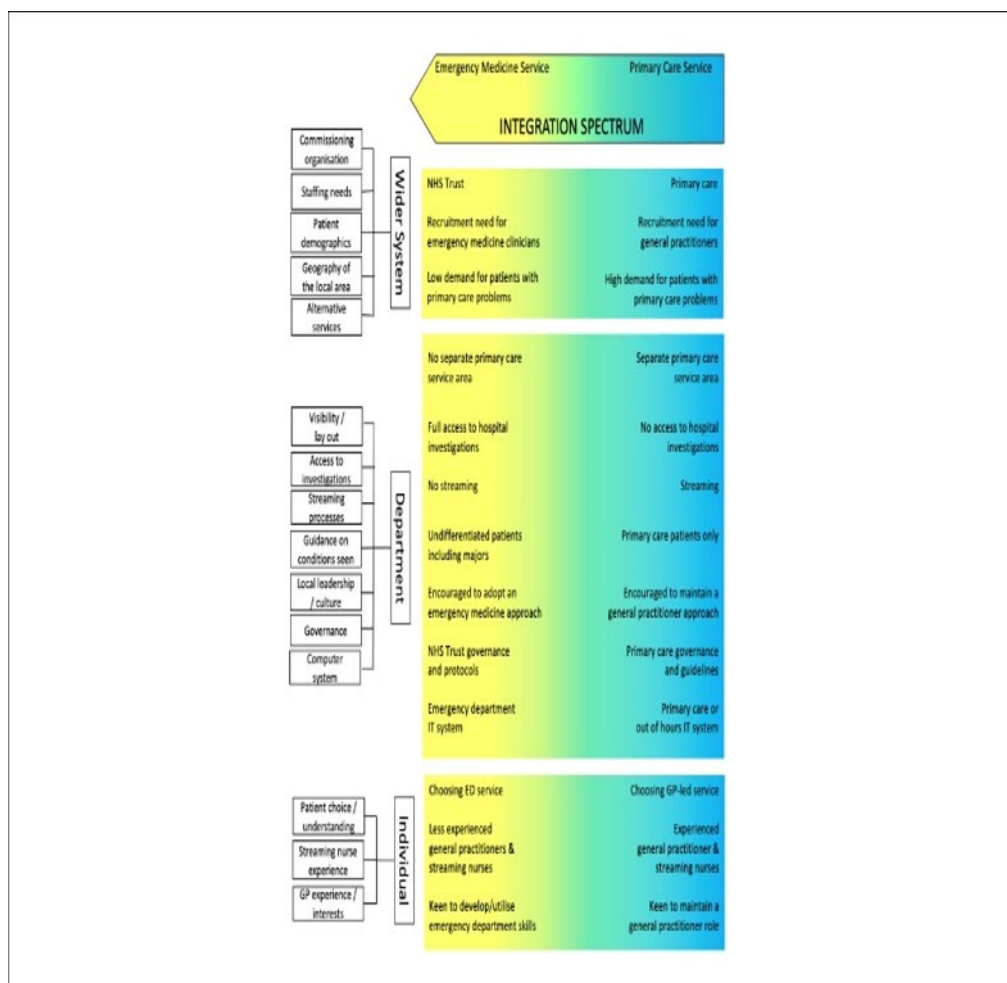 Emergency Medicine Service
Primary Care Service
INTEGRATION SPECTRUM
Commissioning
organisation
Staffing needs
Patient
demographics
Geography of
the local area
Alternative
services
Wider System
NHS Trust
Primary care
Recruitment need for
emergency medicine clinicians
Recruitment need for
general practitioners
Low demand for patients with
primary care problems
High demand for patients with
primary care problems
Visibility /
lay out
Access to
investigations
Streaming
processes
Guidance on
conditions seen
Local leadership
/ culture
Governance
Computer
system
Department
No separate primary care
service area
Separate primary care
service area
Full access to hospital
investigations
No access to hospital
investigations
No streaming
Streaming
Undifferentiated patients
including majors
Primary care patients only
Encouraged to adopt an
emergency medicine approach
Encouraged to maintain a
general practitioner approach
NHS Trust governance
and protocols
Primary care governance
and guidelines
Emergency department
IT system
Primary care or
out of hours IT system
Patient choice /
understanding
Streaming nurse
experience
GP experience /
interests
Individual
Choosing ED service
Choosing GP-led service
Less experienced
general practitioners &
streaming nurses
Experienced
general practitioner &
streaming nurses
Keen to develop/utilise
emergency department skills
Keen to maintain a
general practitioner role